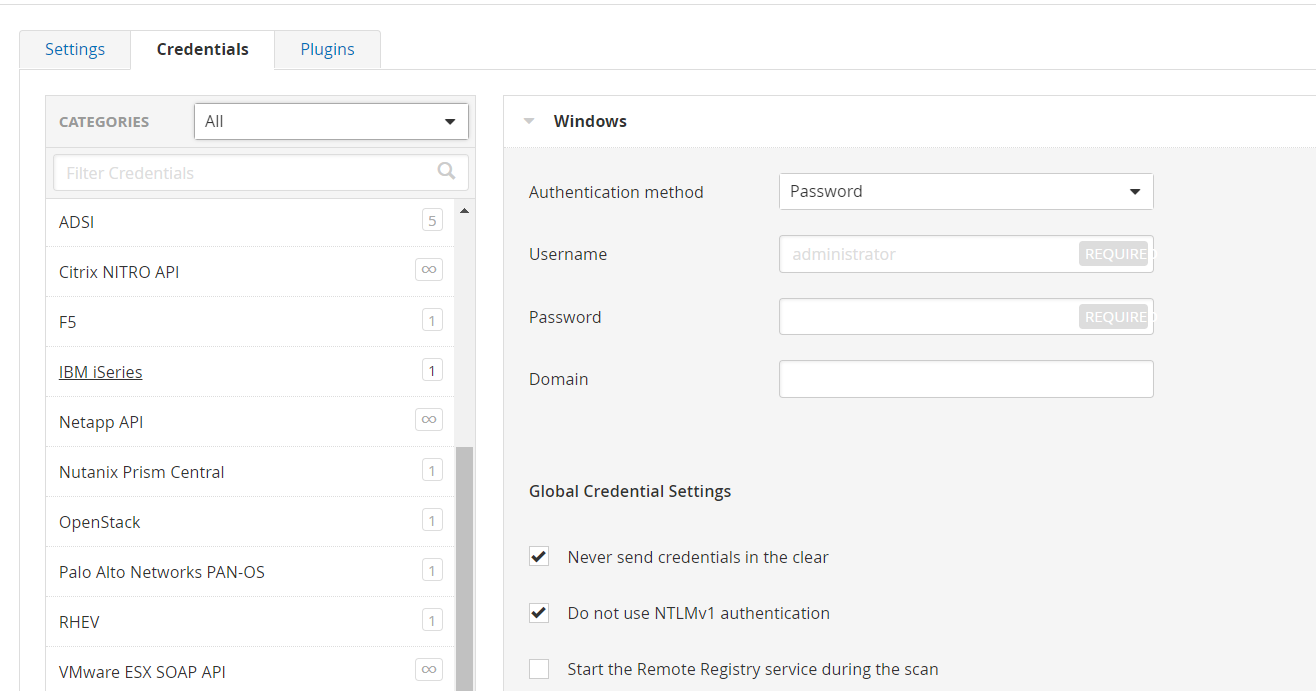 Settings Credentials Plugins
CATEGORIES All
Filter Credentials
ADSI 5
Citrix NITRO API ∞
F5 1
IBM iSeries 1
Netapp API ∞
Nutanix Prism Central 1
OpenStack 1
Palo Alto Networks PAN-OS 1
RHEV 1
VMware ESX SOAP API ∞
Windows
Authentication method Password
Username administrator REQUIRED
Password REQUIRED
Domain
Global Credential Settings
Never send credentials in the clear
Do not use NTLMv1 authentication
Start the Remote Registry service during the scan